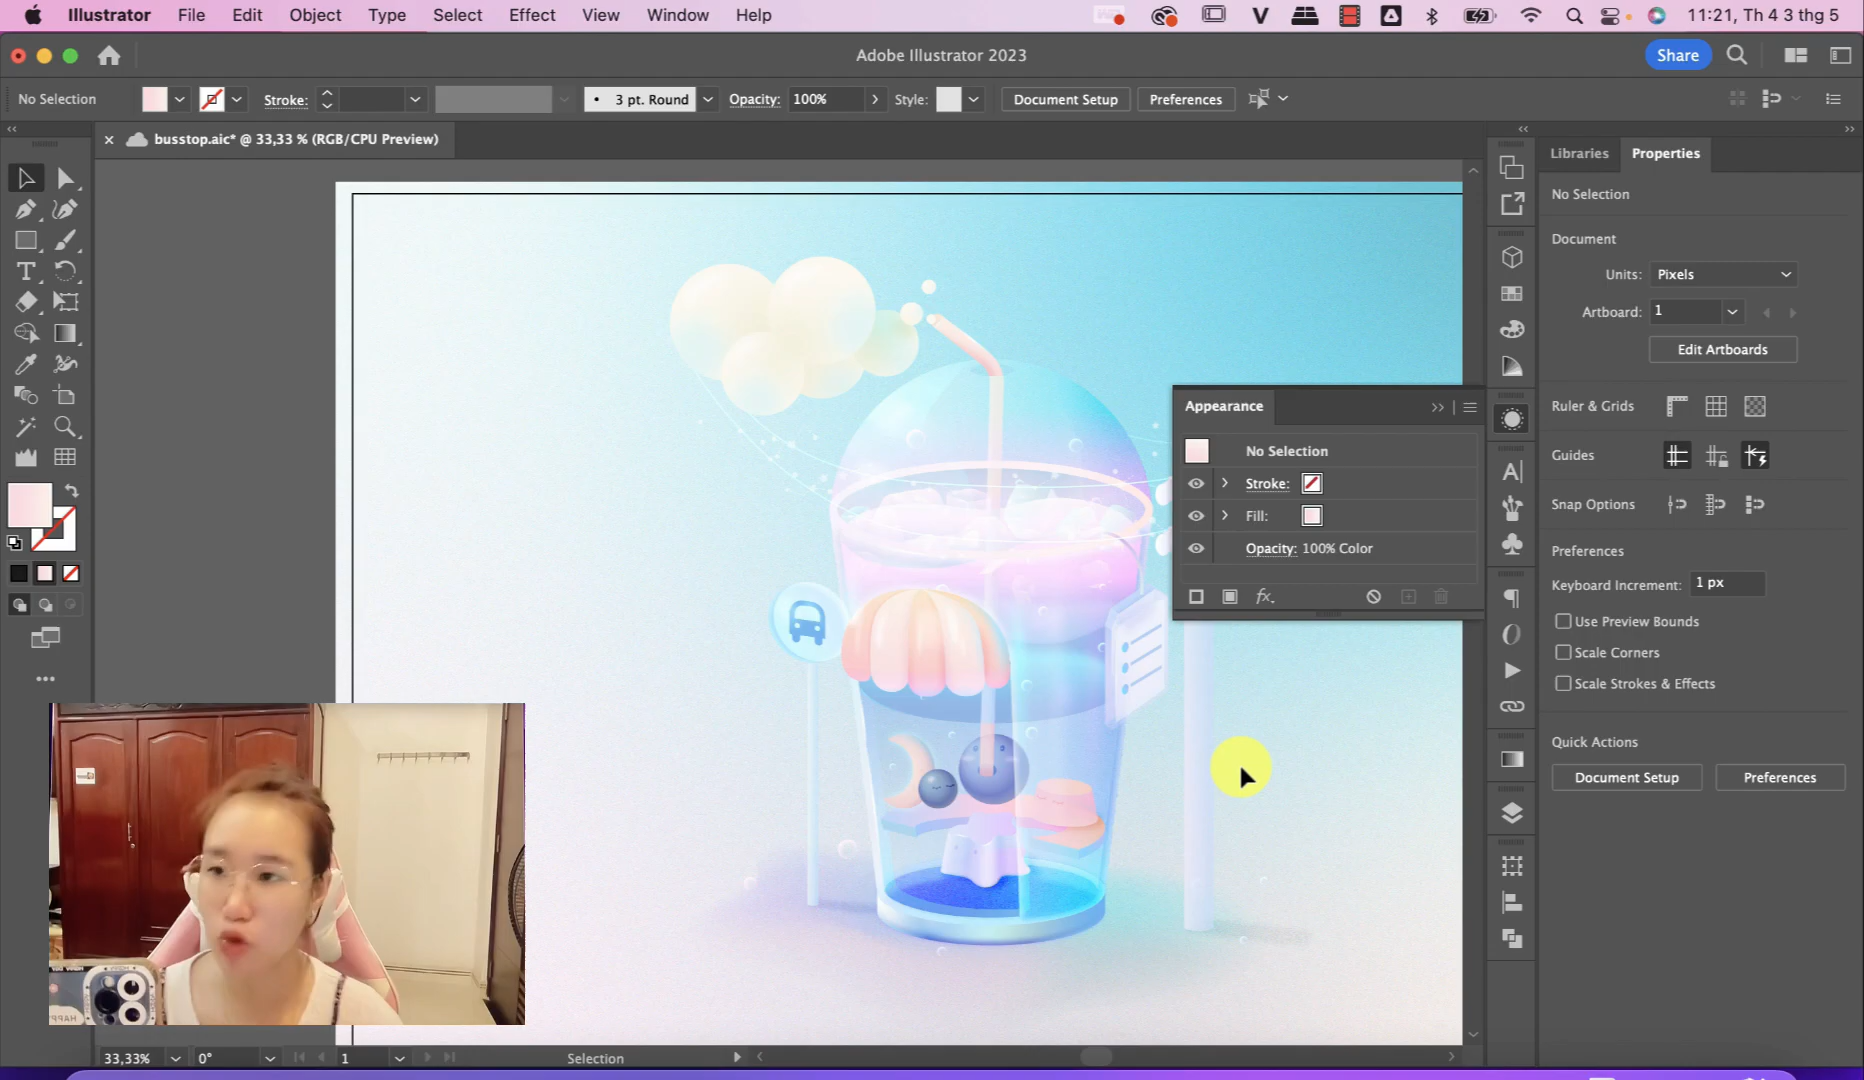 Illustrator File Edit Object Type Select Effect View Window Help
11:21, Th 4 3 thg 5
Adobe Illustrator 2023
Share
No Selection
Stroke:
3 pt. Round
Opacity: 100%
Style:
Document Setup
Preferences
busstop.aic* @ 33,33 % (RGB/CPU Preview)
Libraries
Properties
No Selection
Document
Units: Pixels
Artboard: 1
Edit Artboards
Ruler & Grids
Guides
Snap Options
Preferences
Keyboard Increment: 1 px
Use Preview Bounds
Scale Corners
Scale Strokes & Effects
Quick Actions
Document Setup
Preferences
Appearance
No Selection
Stroke:
Fill:
Opacity: 100% Color
fx
33,33%
0°
1
Selection